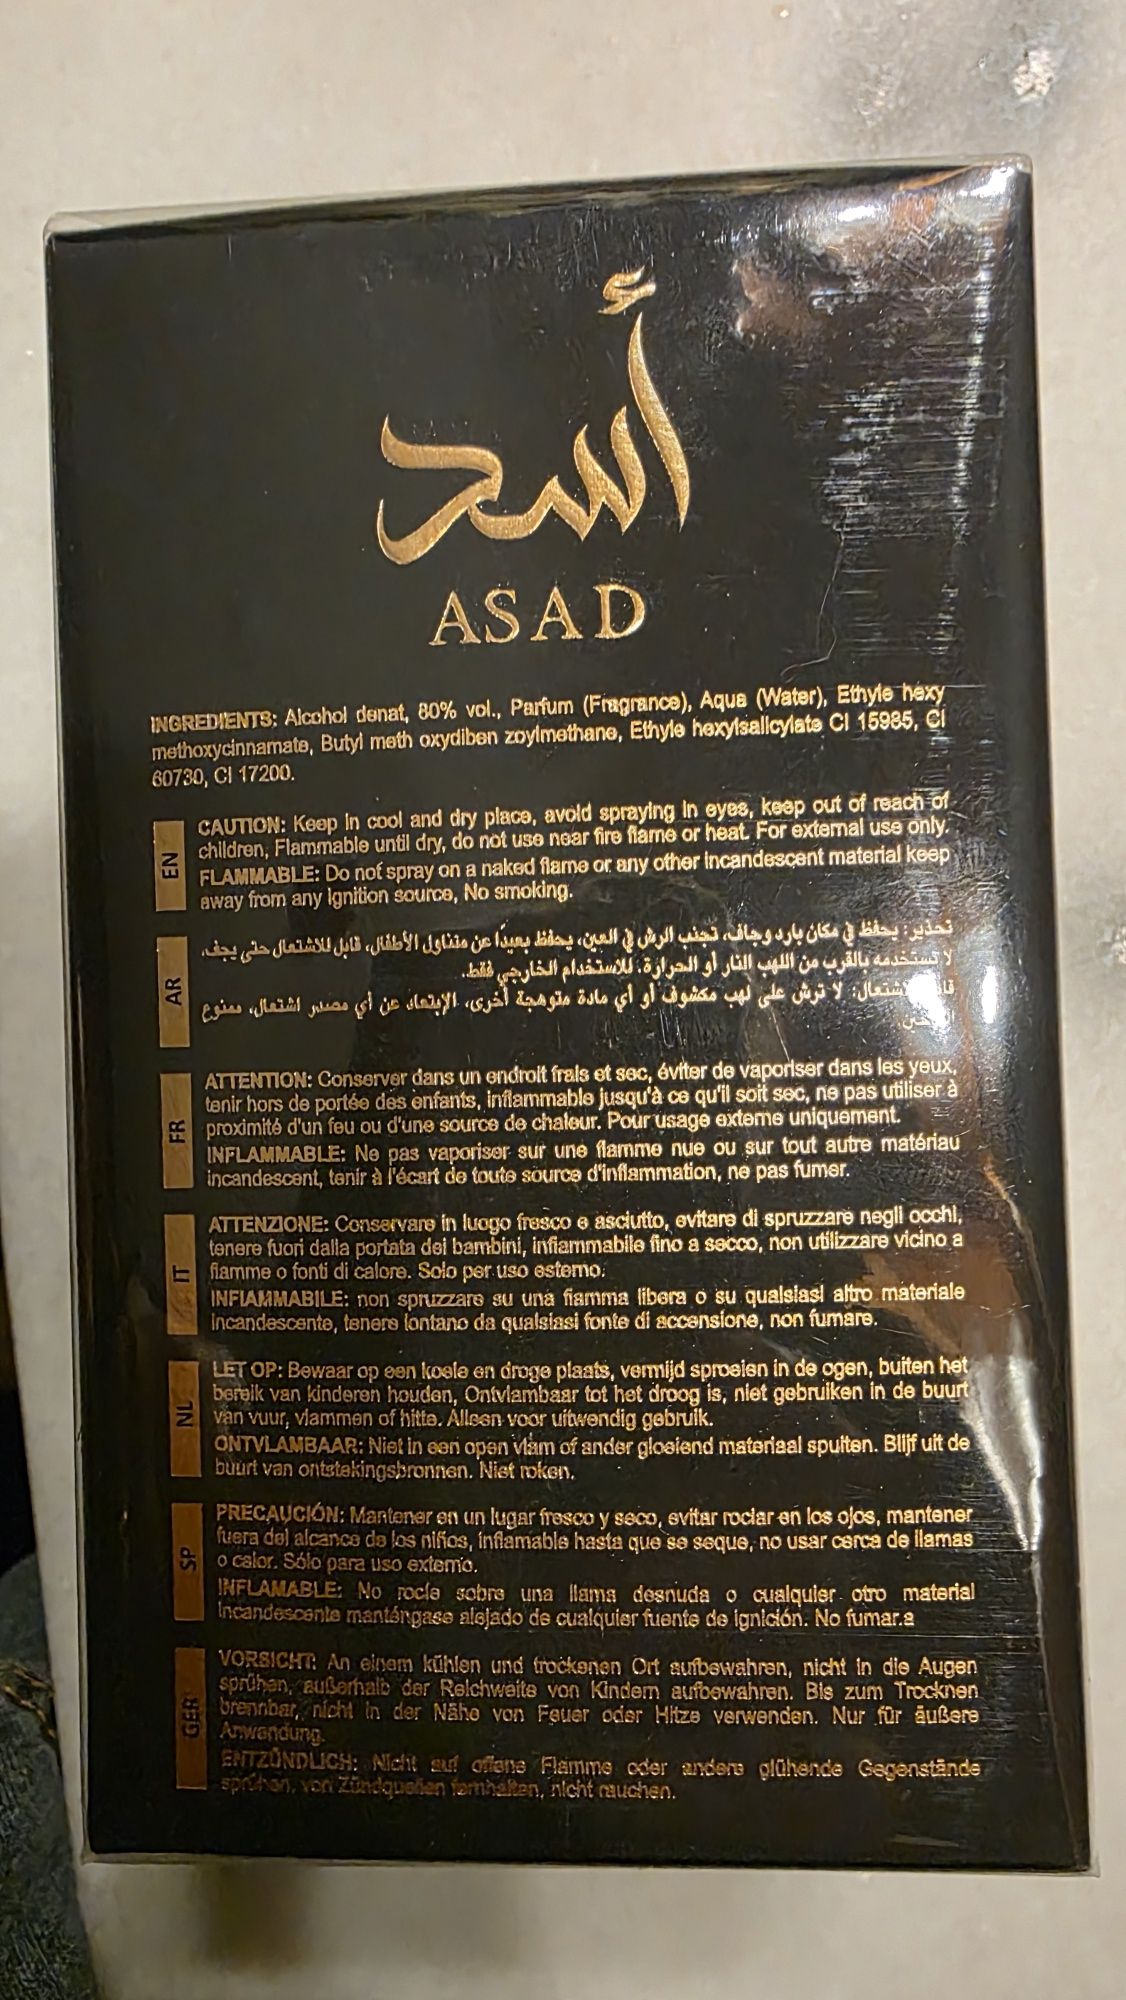 أسد
ASAD
INGREDIENTS: Alcohol denat, 80% vol., Parfum (Fragrance), Aqua (Water), Ethyle hexy
methoxycinnamate, Butyl meth oxydiben zoylmethane, Ethyle hexylsalicylate CI 15985, CI
60730, CI 17200.
EN
CAUTION: Keep in cool and dry place, avoid spraying in eyes, keep out of reach of
children, Flammable until dry, do not use near fire flame or heat. For external use only.
FLAMMABLE: Do not spray on a naked flame or any other incandescent material keep
away from any ignition source, No smoking.
AR
تحذير: يحفظ في مكان بارد وجاف، تجنب الرش في العين، يحفظ بعيداً عن متناول الأطفال، قابل للاشتعال حتى يجف،
لا تستخدمه بالقرب من اللهب النار أو الحرارة. للاستخدام الخارجي فقط.
لا ترش على لهب مكشوف أو أي مادة متوهجة أخرى، الإبتعاد عن أي مصدر اشتعال، ممنوع
FR
ATTENTION: Conserver dans un endroit frais et sec, éviter de vaporiser dans les yeux,
tenir hors de portée des enfants, inflammable jusqu'à ce qu'il soit sec, ne pas utiliser à
proximité d'un feu ou d'une source de chaleur. Pour usage externe uniquement.
INFLAMMABLE: Ne pas vaporiser sur une flamme nue ou sur tout autre matériau
incandescent, tenir à l'écart de toute source d'inflammation, ne pas fumer.
IT
ATTENZIONE: Conservare in luogo fresco e asciutto, evitare di spruzzare negli occhi,
tenere fuori dalla portata dei bambini, infiammabile fino a secco, non utilizzare vicino a
fiamme o fonti di calore. Solo per uso esterno.
INFIAMMABILE: non spruzzare su una fiamma libera o su qualsiasi altro materiale
incandescente, tenere lontano da qualsiasi fonte di accensione, non fumare.
NL
LET OP: Bewaar op een koele en droge plaats, vermijd sproeien in de ogen, buiten het
bereik van kinderen houden, Ontvlambaar tot het droog is, niet gebruiken in de buurt
van vuur, vlammen of hitte. Alleen voor uitwendig gebruik.
ONTVLAMBAAR: Niet in een open vlam of ander gloeiend materiaal spuiten. Blijf uit de
buurt van ontstekingsbronnen. Niet roken.
SP
PRECAUCIÓN: Mantener en un lugar fresco y seco, evitar rociar en los ojos, mantener
fuera del alcance de los niños, inflamable hasta que se seque, no usar cerca de llamas
o calor. Sólo para uso externo.
INFLAMABLE: No rocíe sobre una llama desnuda o cualquier otro material
incandescente manténgase alejado de cualquier fuente de ignición. No fumar.a
GER
VORSICHT: An einem kühlen und trockenen Ort aufbewahren, nicht in die Augen
sprühen, außerhalb der Reichweite von Kindern aufbewahren. Bis zum Trocknen
brennbar, nicht in der Nähe von Feuer oder Hitze verwenden. Nur für äußere
Anwendung.
ENTZÜNDLICH: Nicht auf offene Flamme oder andere glühende Gegenstände
sprühen, von Zündquellen fernhalten, nicht rauchen.